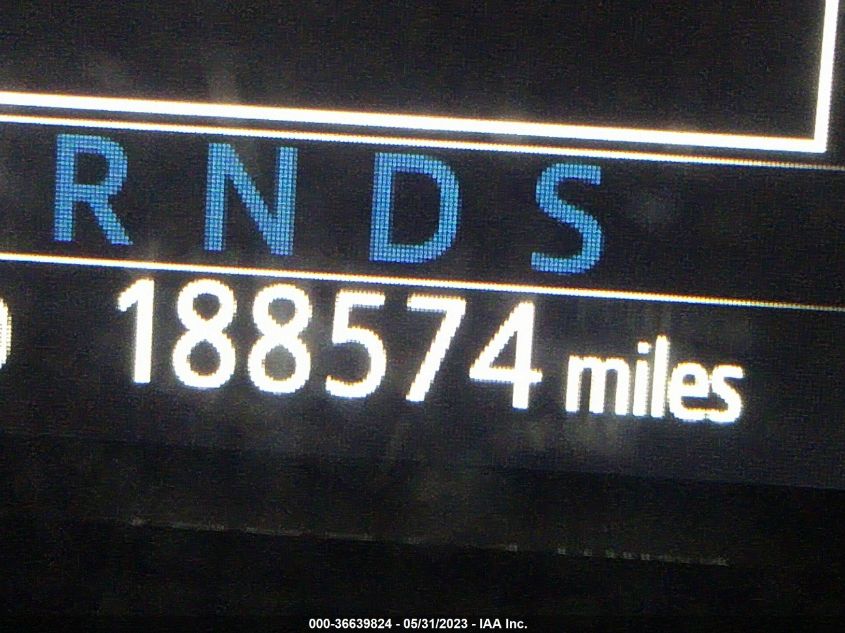 R N D S
188574 miles
000-36639824 - 05/31/2023 - IAA Inc.